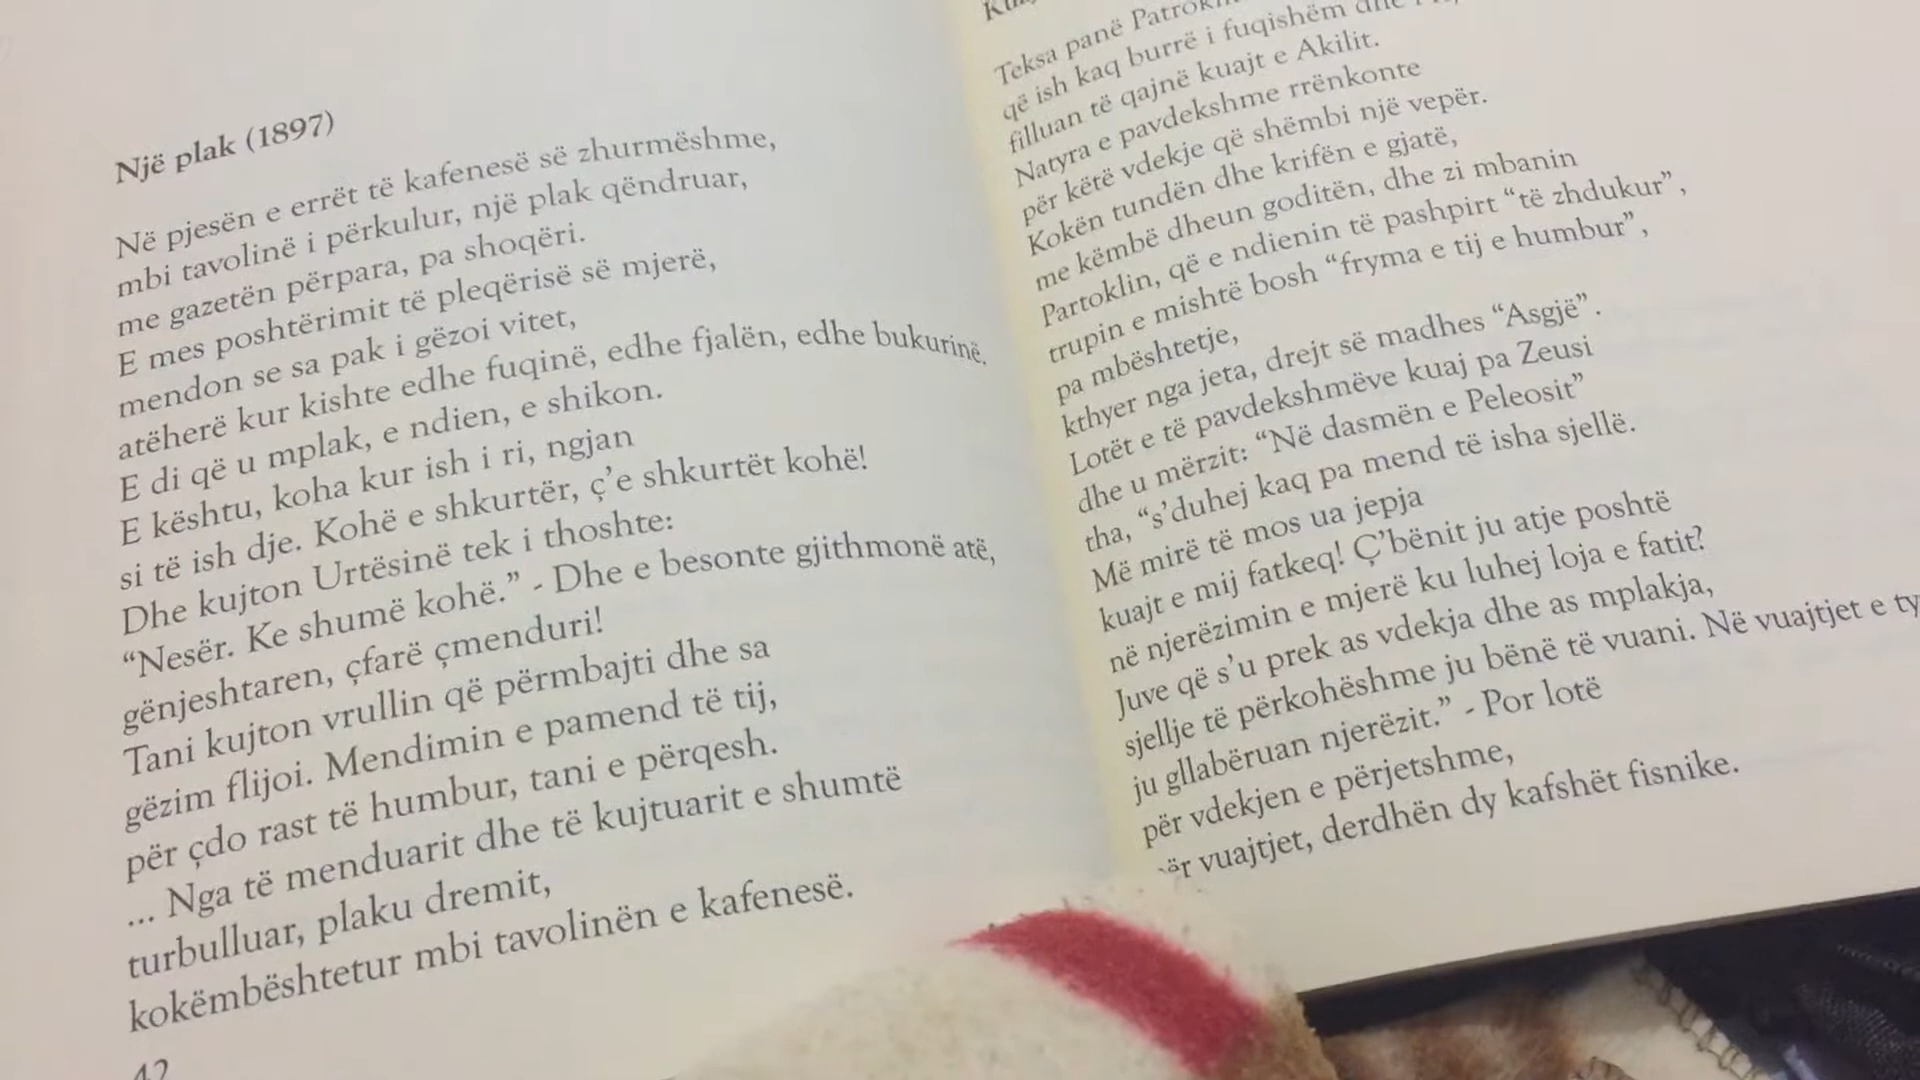 Një plak (1897)
Në pjesën e errët të kafenesë së zhurmëshme,
mbi tavolinë i përkulur, një plak qëndruar,
me gazetën përpara, pa shoqëri.
E mes poshtërimit të pleqërisë së mjerë,
mendon se sa pak i gëzoi vitet,
atëherë kur kishte edhe fuqinë, edhe fjalën, edhe bukurinë.
E di që u mplak, e ndien, e shikon.
E kështu, koha kur ish i ri, ngjan
si të ish dje. Kohë e shkurtër, ç’e shkurtët kohë!
Dhe kujton Urtësinë tek i thoshte:
“Nesër. Ke shumë kohë.” - Dhe e besonte gjithmonë atë,
gënjeshtaren, çfarë çmenduri!
Tani kujton vrullin që përmbajti dhe sa
gëzim flijoi. Mendimin e pamend të tij,
për çdo rast të humbur, tani e përqesh.
... Nga të menduarit dhe të kujtuarit e shumtë
turbulluar, plaku dremit,
kokëmbështetur mbi tavolinën e kafenesë.
42
Teksa panë
që ish kaq burrë i fuqishëm dhe i
filluan të qajnë kuajt e Akilit.
Natyra e pavdekshme rrënkonte
për këtë vdekje që shëmbi një vepër.
Kokën tundën dhe krifën e gjatë,
me këmbë dheun goditën, dhe zi mbanin
Partoklin, që e ndienin të pashpirt “të zhdukur”,
trupin e mishtë bosh “fryma e tij e humbur”,
pa mbështetje,
kthyer nga jeta, drejt së madhes “Asgjë”.
Lotët e të pavdekshmëve kuaj pa Zeusi
dhe u mërzit: “Në dasmën e Peleosit”
tha, “s’duhej kaq pa mend të isha sjellë.
Më mirë të mos ua jepja
kuajt e mij fatkeq! Ç’bënit ju atje poshtë
në njerëzimin e mjerë ku luhej loja e fatit?
Juve që s’u prek as vdekja dhe as mplakja,
sjellje të përkohëshme ju bënë të vuani. Në vuajtjet e
ju gllabëruan njerëzit.” - Por lotë
për vdekjen e përjetshme,
vuajtjet, derdhën dy kafshët fisnike.